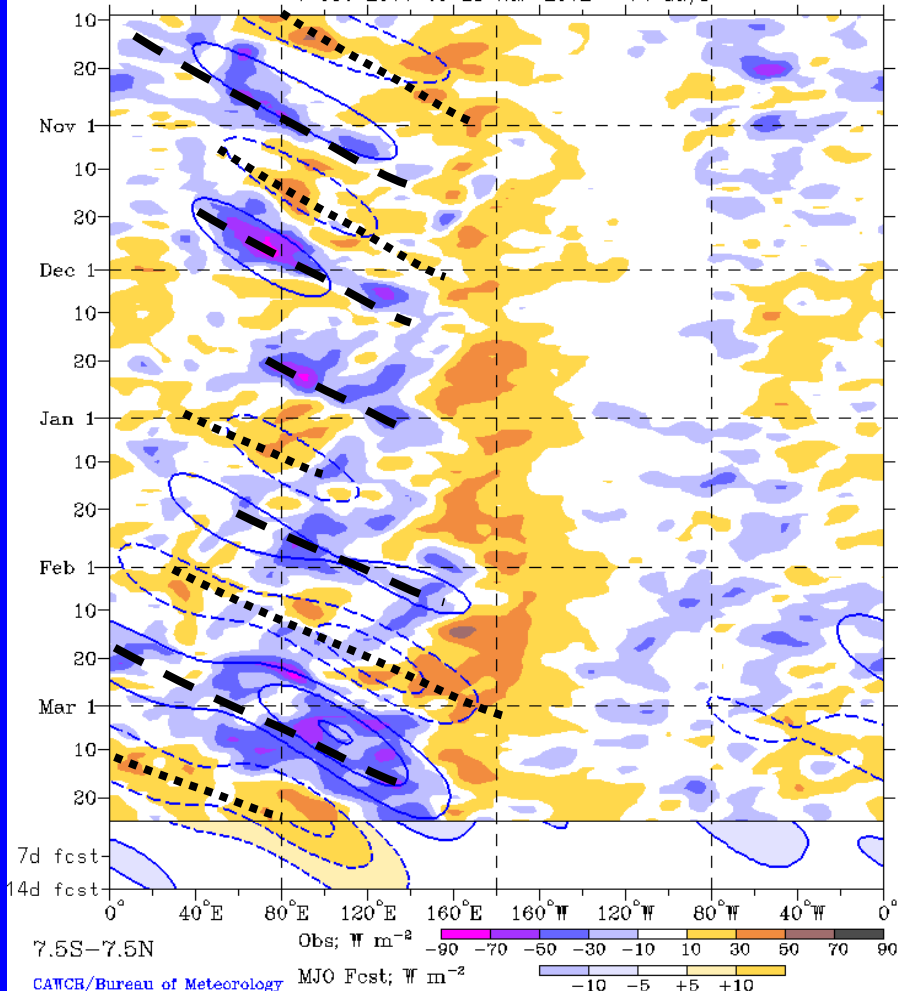 10
20
Nov 1
10
20
Dec 1
10
20
Jan 1
10
20
Feb 1
10
20
Mar 1
10
20
7d fcst
14d fcst
0° 40°E 80°E 120°E 160°E 160°W 120°W 80°W 40°W 0°
7.5S-7.5N
Obs; W m⁻²
-90 -70 -50 -30 -10 10 30 50 70 90
CAWCR/Bureau of Meteorology
MJO Fcst; W m⁻²
-10 -5 +5 +10